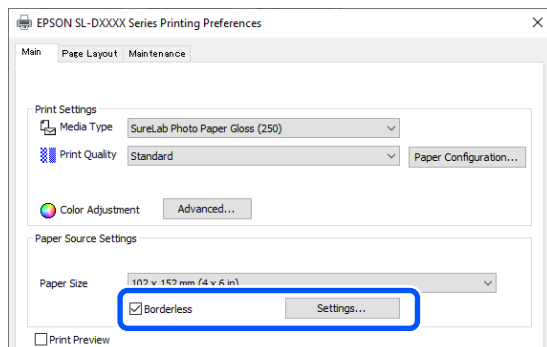 EPSON SL-DXXXX Series Printing Preferences
Main Page Layout Maintenance
Print Settings
Media Type SureLab Photo Paper Gloss (250)
Print Quality Standard Paper Configuration...
Color Adjustment Advanced...
Paper Source Settings
Paper Size 102 x 152 mm (4 x 6 in)
Borderless Settings...
Print Preview